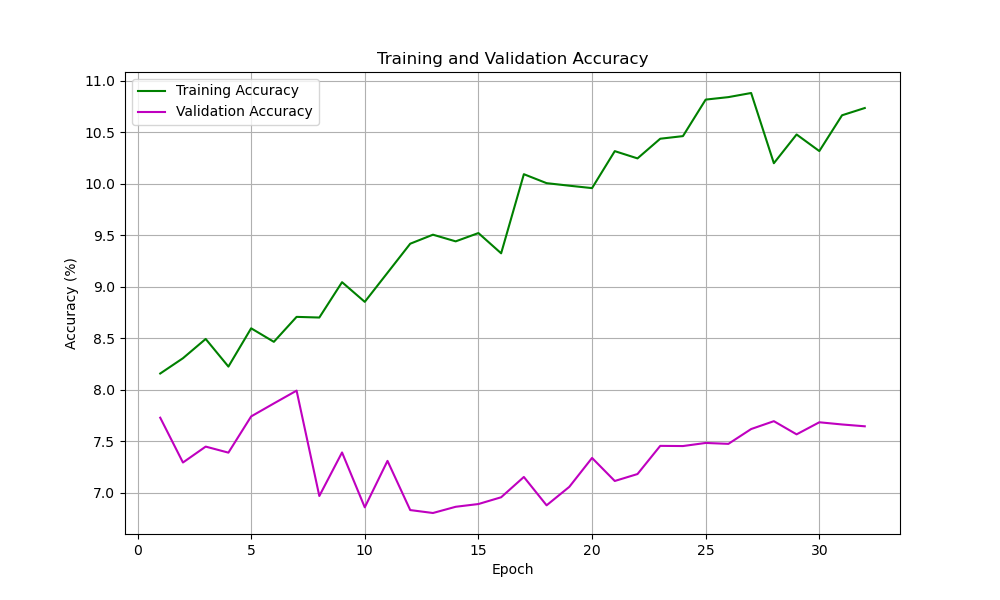 Training and Validation Accuracy
Training Accuracy
Validation Accuracy
Accuracy (%)
11.0
10.5
10.0
9.5
9.0
8.5
8.0
7.5
7.0
0 5 10 15 20 25 30
Epoch